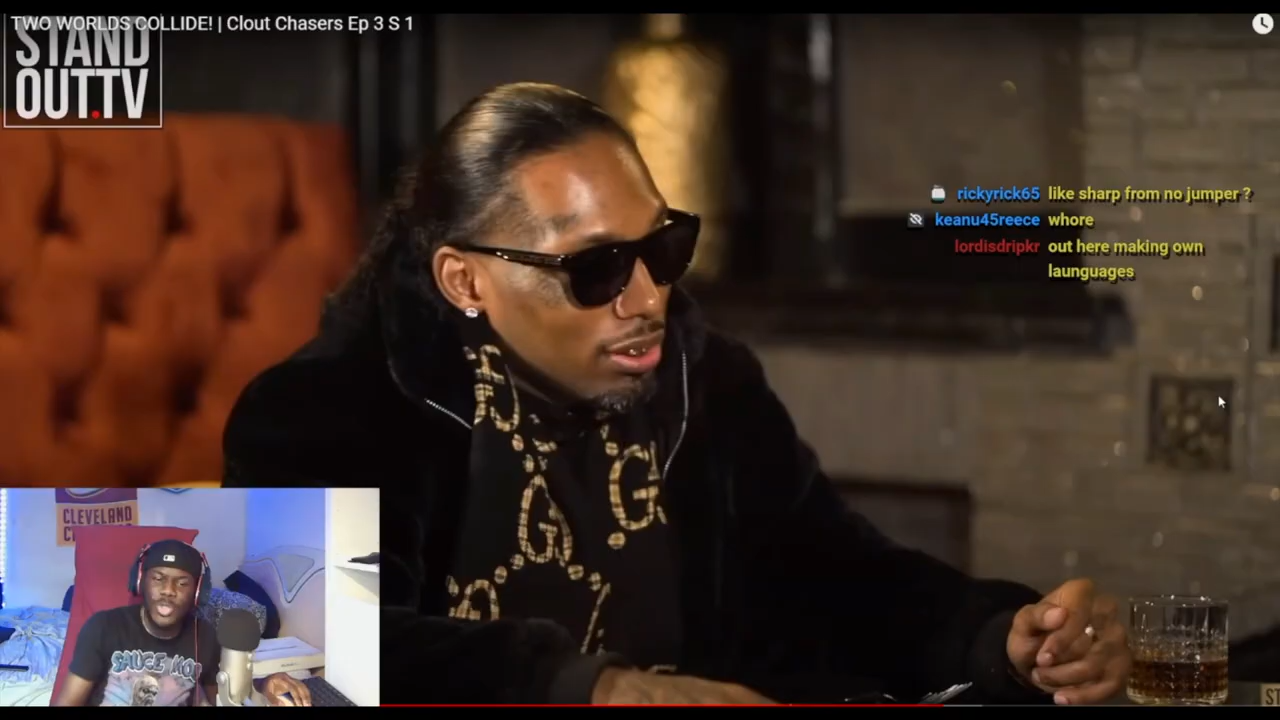 TWO WORLDS COLLIDE! | Clout Chasers Ep 3 S 1
STAND
OUT.TV
rickyrick65 like sharp from no jumper ?
keanu45reece whore
lordisdripkr out here making own
launguages
CLEVELAND